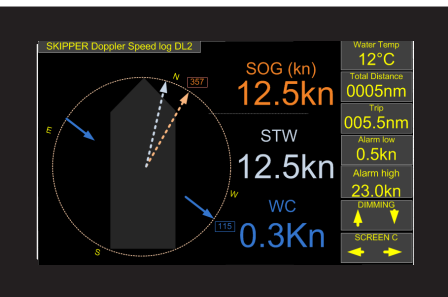 SKIPPER Doppler Speed log DL2
N
357
E
W
115
S
SOG (kn)
12.5kn
STW
12.5kn
WC
0.3Kn
Water Temp
12°C
Total Distance
0005nm
Trip
005.5nm
Alarm low
0.5kn
Alarm high
23.0kn
DIMMING
SCREEN C